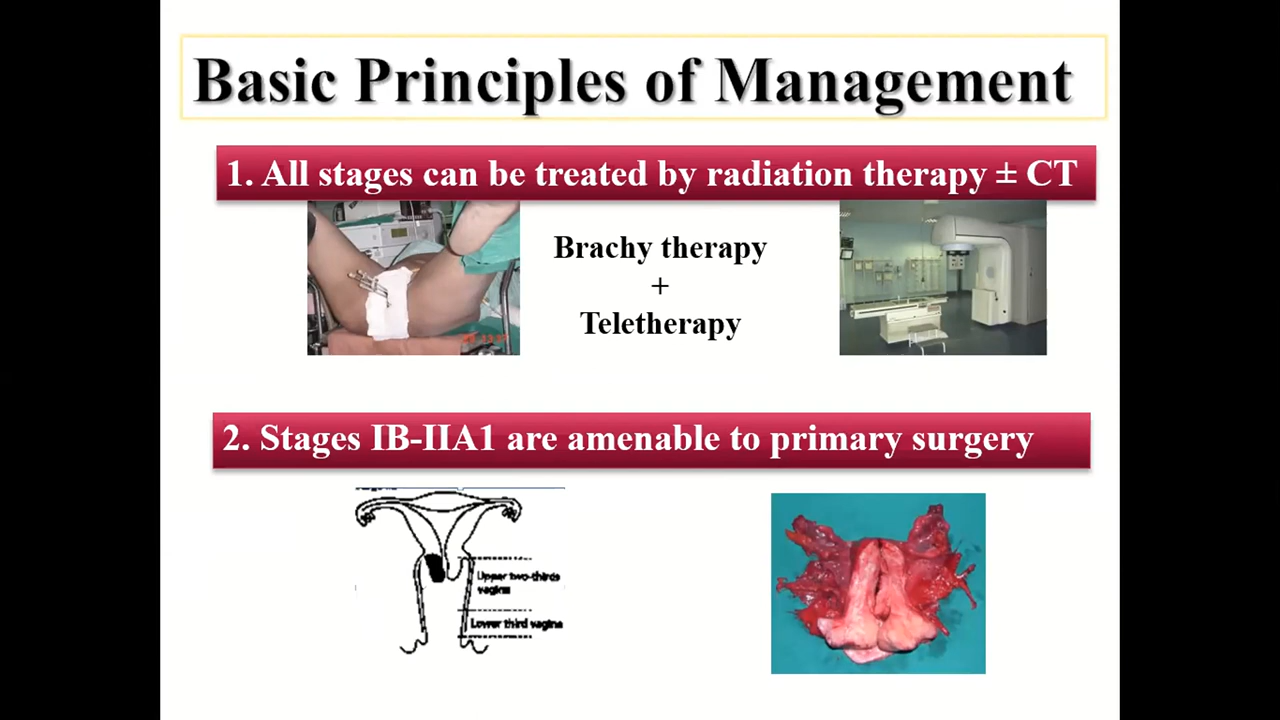 Basic Principles of Management
1. All stages can be treated by radiation therapy ± CT
Brachy therapy
+
Teletherapy
2. Stages IB-IIA1 are amenable to primary surgery
Upper two-thirds
vagina
Lower third vagina